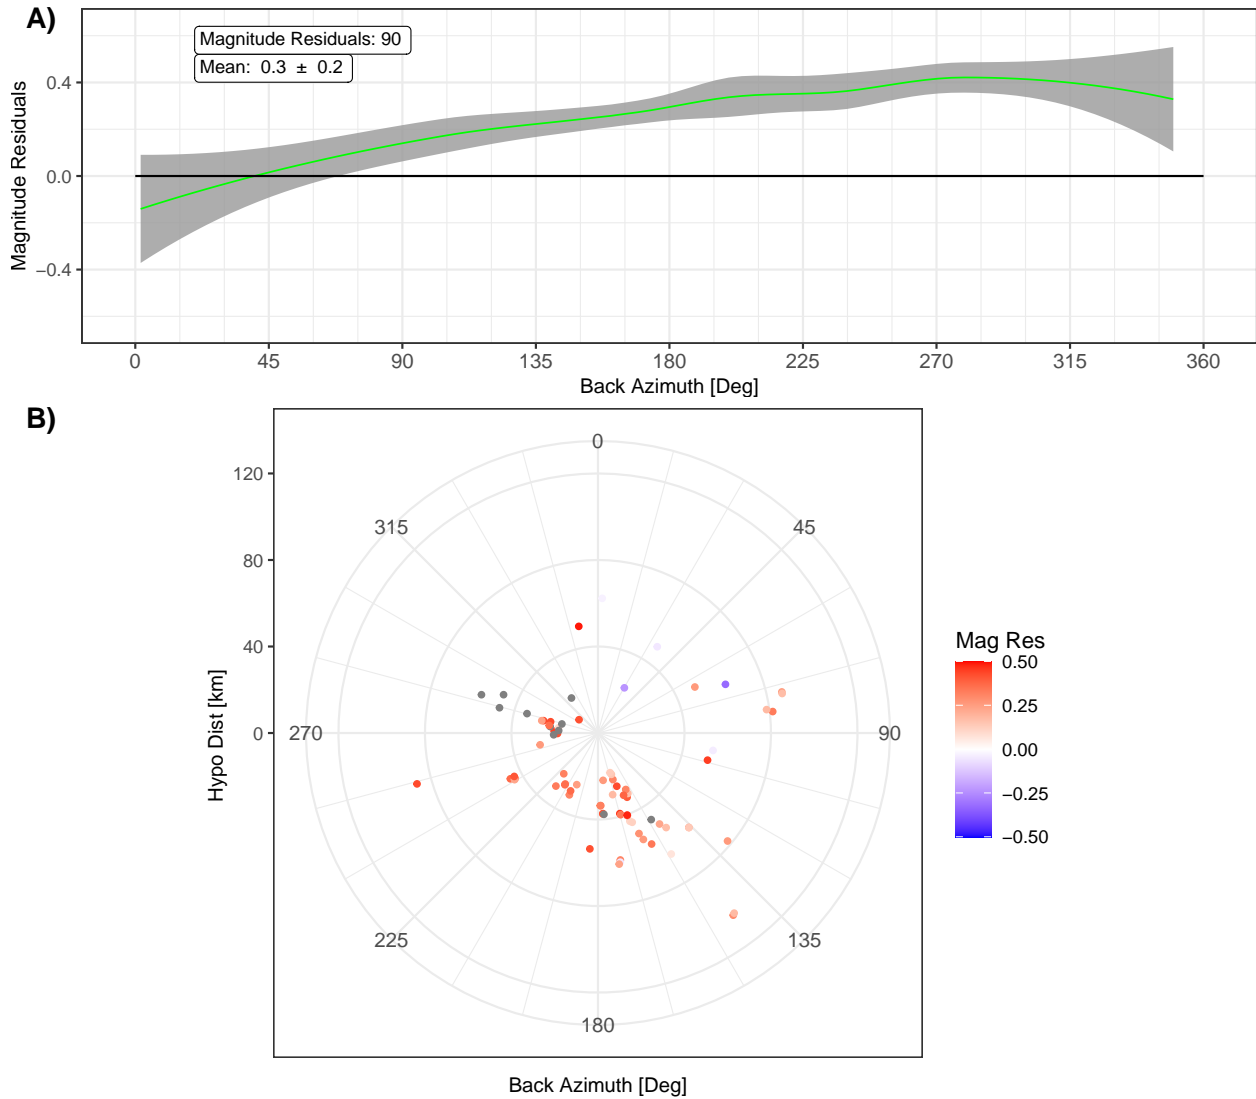 A)
Magnitude Residuals: 90
Mean:  0.3  ±  0.2
0.4
0.0
−0.4
Magnitude Residuals
0 45 90 135 180 225 270 315 360
Back Azimuth [Deg]
B)
0
45
90
135
180
225
270
315
120
80
40
0
Hypo Dist [km]
Back Azimuth [Deg]
Mag Res
0.50
0.25
0.00
−0.25
−0.50